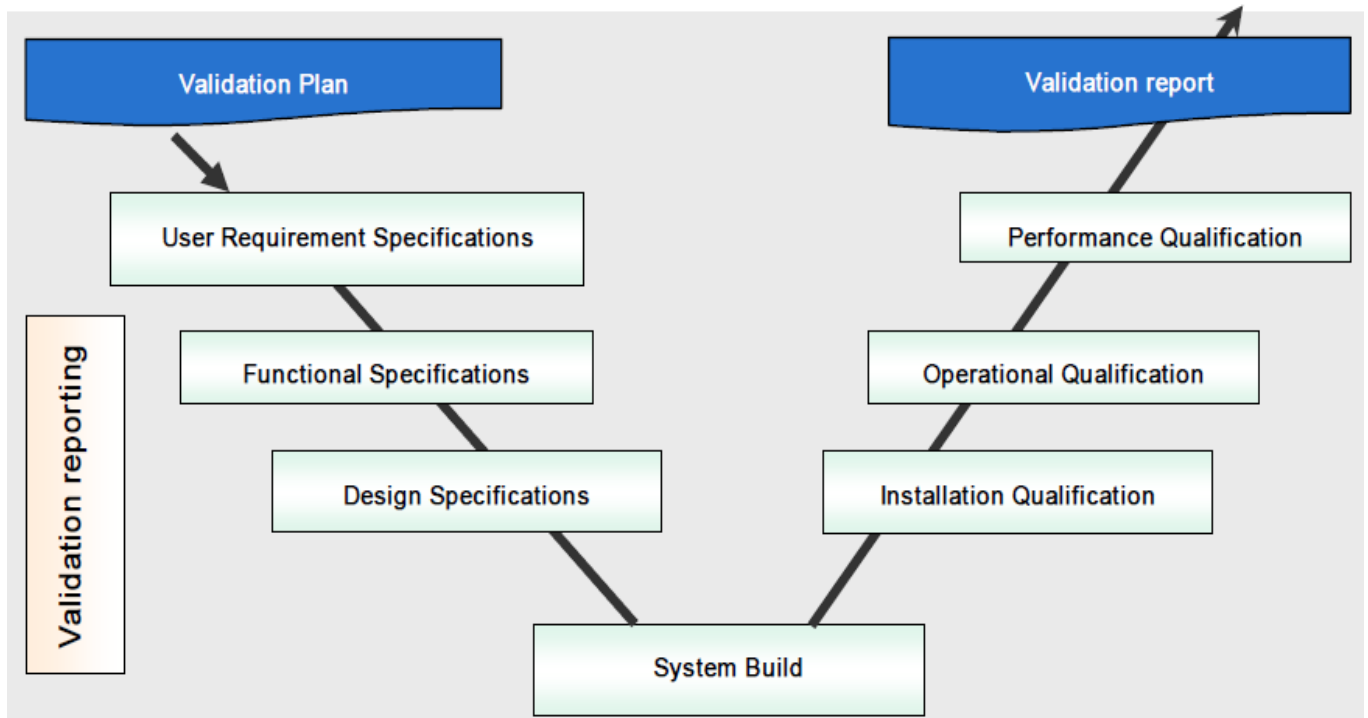 Validation Plan
Validation report
User Requirement Specifications
Performance Qualification
Functional Specifications
Operational Qualification
Validation reporting
Design Specifications
Installation Qualification
System Build